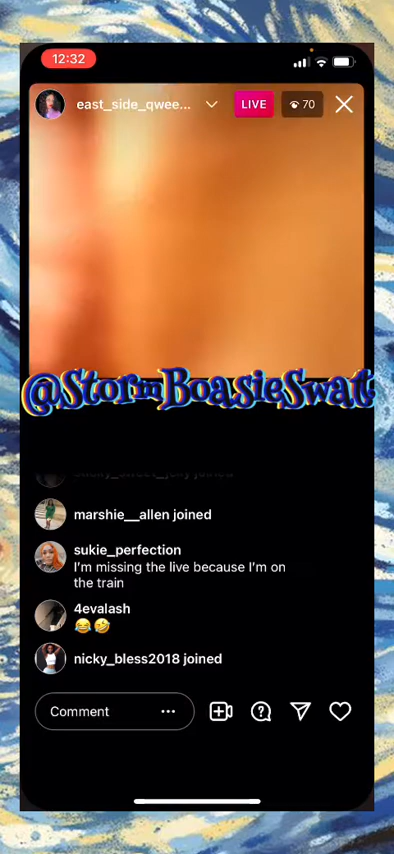 12:32
east_side_qwee...
LIVE
70
@StormBoasieSwat
marshie__allen joined
sukie_perfection
I'm missing the live because I'm on
the train
4evalash
😂🤣
nicky_bless2018 joined
Comment